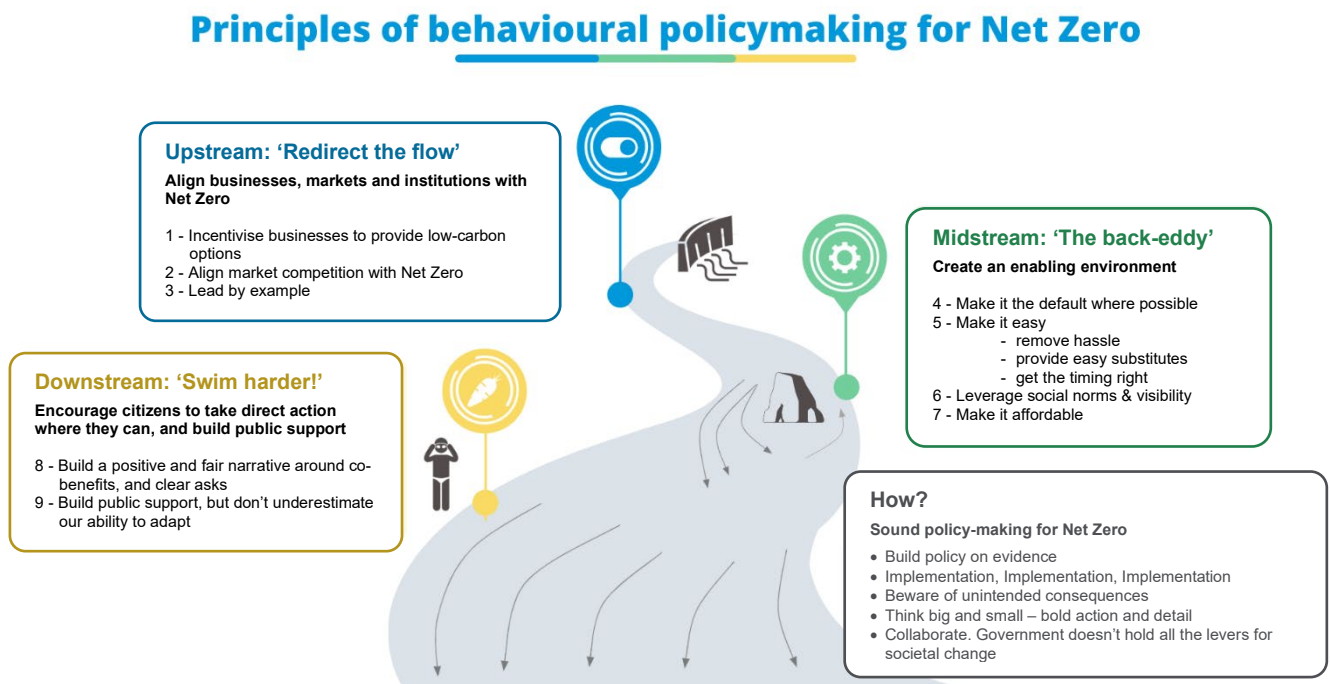 Principles of behavioural policymaking for Net Zero
Upstream: ‘Redirect the flow’
Align businesses, markets and institutions with
Net Zero
1 - Incentivise businesses to provide low-carbon
options
2 - Align market competition with Net Zero
3 - Lead by example
Midstream: ‘The back-eddy’
Create an enabling environment
4 - Make it the default where possible
5 - Make it easy
- remove hassle
- provide easy substitutes
- get the timing right
6 - Leverage social norms & visibility
7 - Make it affordable
Downstream: ‘Swim harder!’
Encourage citizens to take direct action
where they can, and build public support
8 - Build a positive and fair narrative around co-
benefits, and clear asks
9 - Build public support, but don’t underestimate
our ability to adapt
How?
Sound policy-making for Net Zero
• Build policy on evidence
• Implementation, Implementation, Implementation
• Beware of unintended consequences
• Think big and small – bold action and detail
• Collaborate. Government doesn’t hold all the levers for
societal change